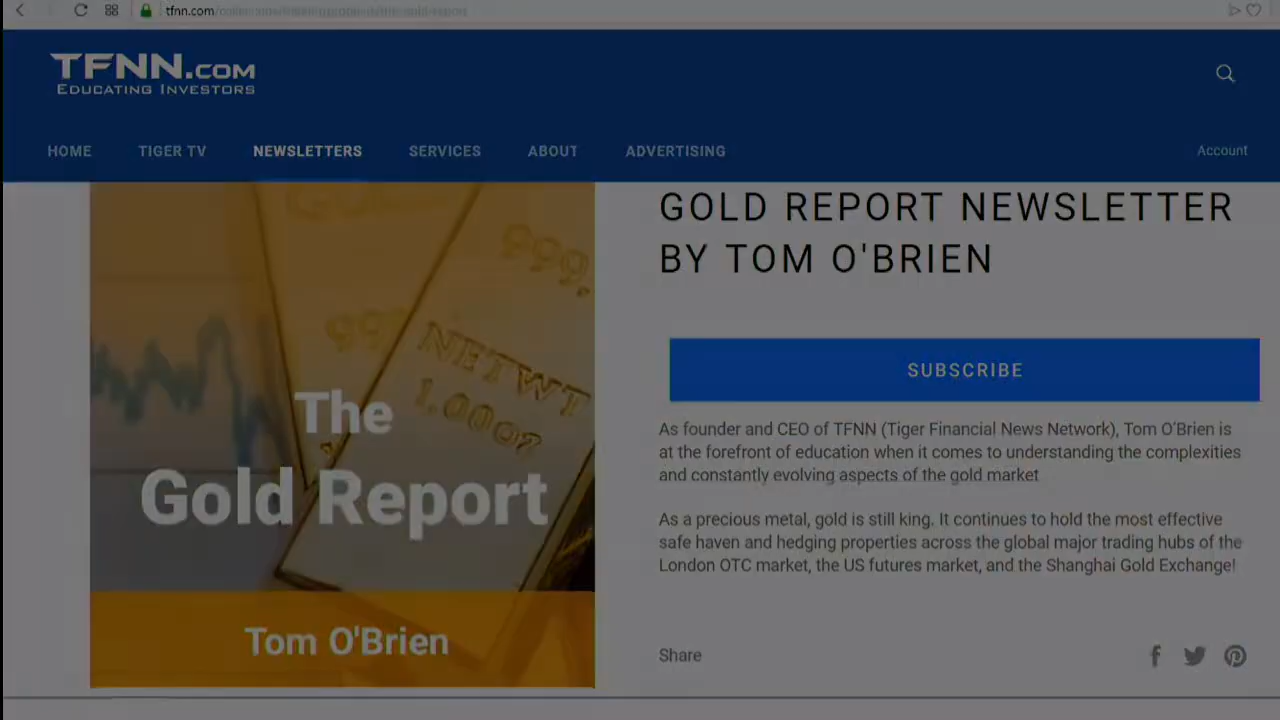 tfnn.com
TFNN.COM
EDUCATING INVESTORS
HOME TIGER TV NEWSLETTERS SERVICES ABOUT ADVERTISING Account
GOLD REPORT NEWSLETTER
BY TOM O'BRIEN
999.
NETWT
1.00oz
The
Gold Report
Tom O'Brien
SUBSCRIBE
As founder and CEO of TFNN (Tiger Financial News Network), Tom O'Brien is
at the forefront of education when it comes to understanding the complexities
and constantly evolving aspects of the gold market
As a precious metal, gold is still king. It continues to hold the most effective
safe haven and hedging properties across the global major trading hubs of the
London OTC market, the US futures market, and the Shanghai Gold Exchange!
Share